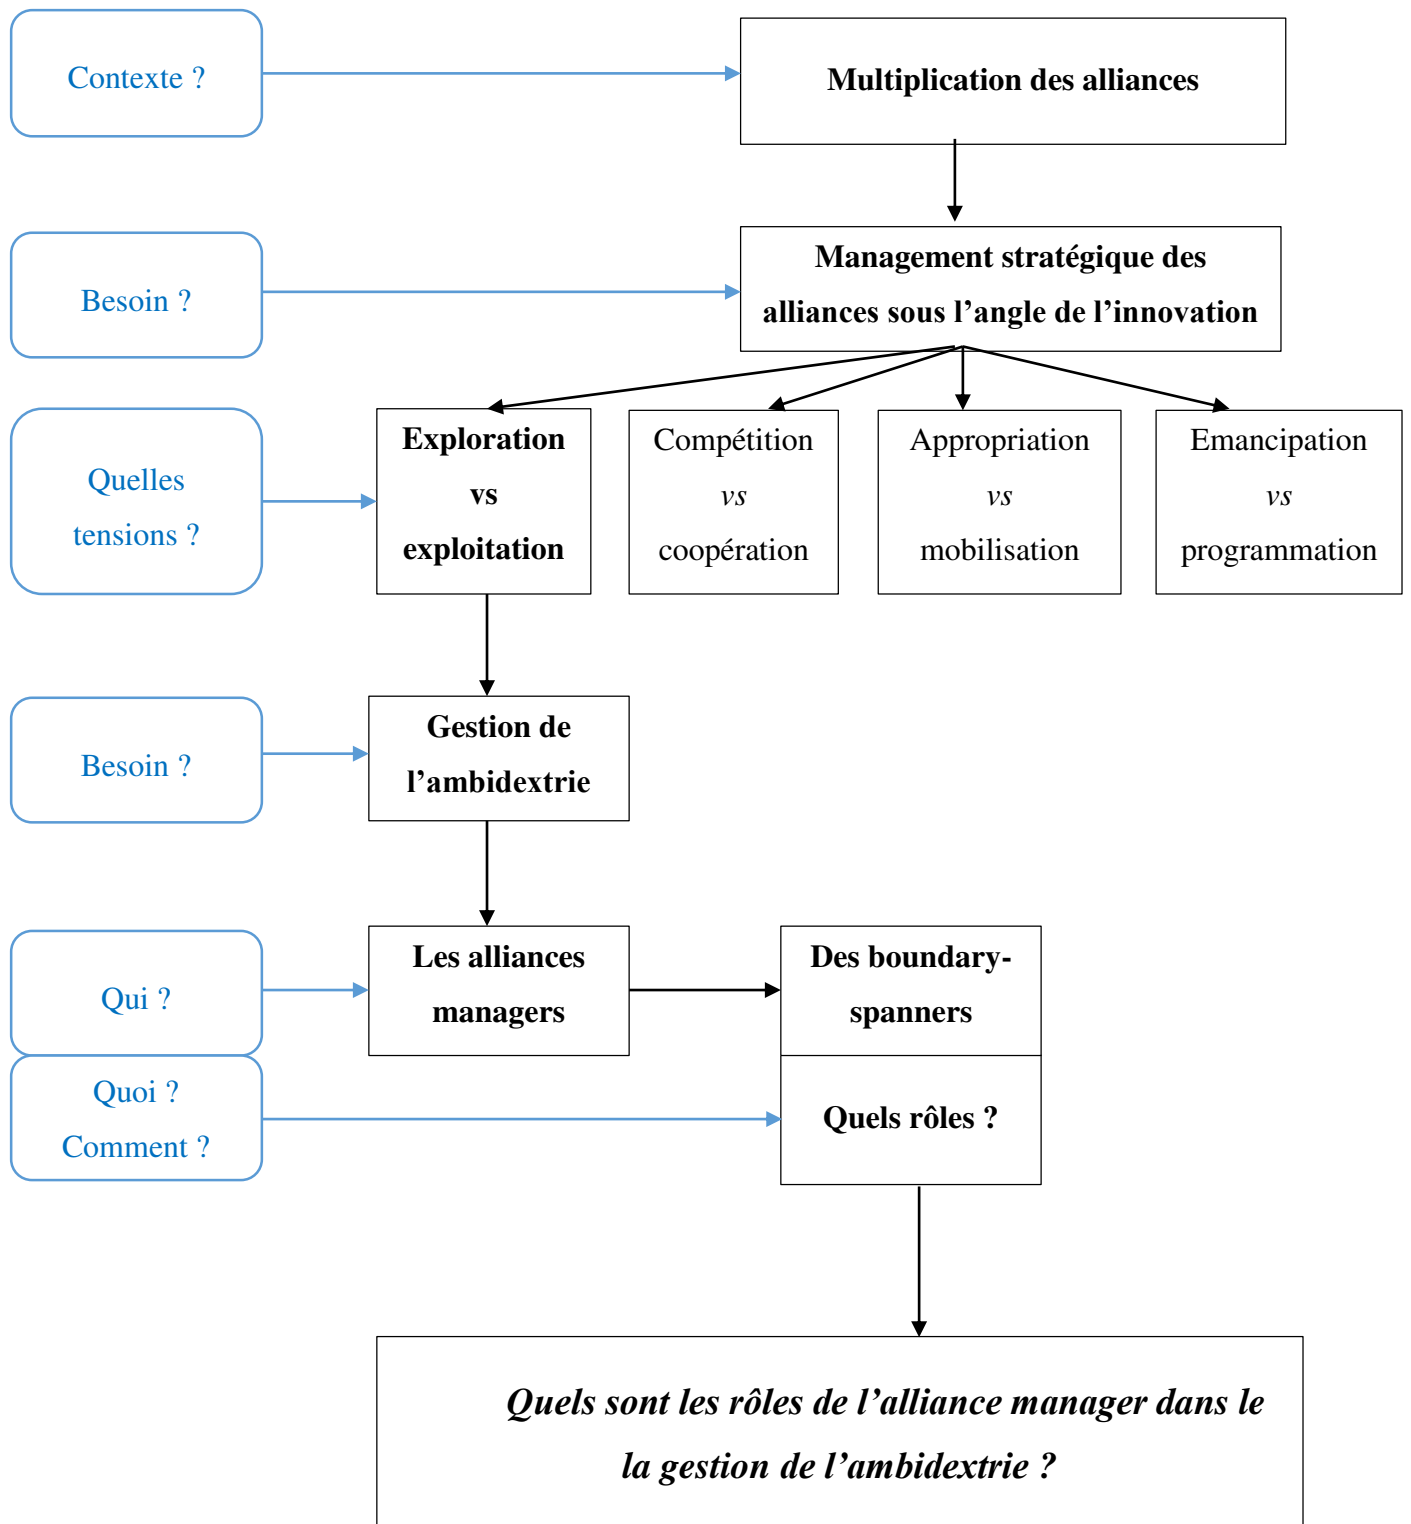 Contexte ?
Multiplication des alliances
Besoin ?
Management stratégique des
alliances sous l’angle de l’innovation
Quelles
tensions ?
Exploration
vs
exploitation
Compétition
vs
coopération
Appropriation
vs
mobilisation
Emancipation
vs
programmation
Besoin ?
Gestion de
l’ambidextrie
Qui ?
Les alliances
managers
Des boundary-
spanners
Quoi ?
Comment ?
Quels rôles ?
Quels sont les rôles de l’alliance manager dans le
la gestion de l’ambidextrie ?